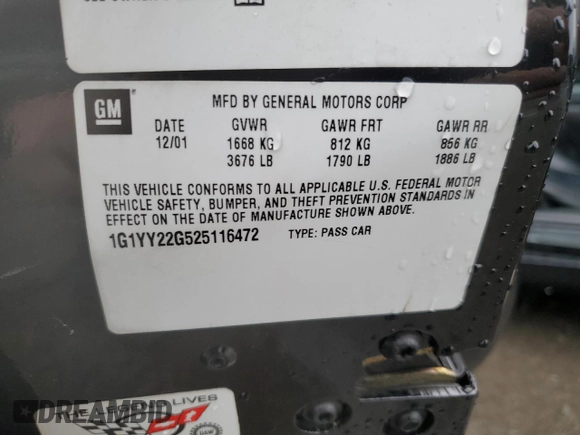 GM
MFD BY GENERAL MOTORS CORP
DATE GVWR GAWR FRT GAWR RR
12/01 1668 KG 812 KG 856 KG
3676 LB 1790 LB 1886 LB
THIS VEHICLE CONFORMS TO ALL APPLICABLE U.S. FEDERAL MOTOR
VEHICLE SAFETY, BUMPER, AND THEFT PREVENTION STANDARDS IN
EFFECT ON THE DATE OF MANUFACTURE SHOWN ABOVE.
1G1YY22G525116472 TYPE: PASS CAR
LIVES
DREAMBID